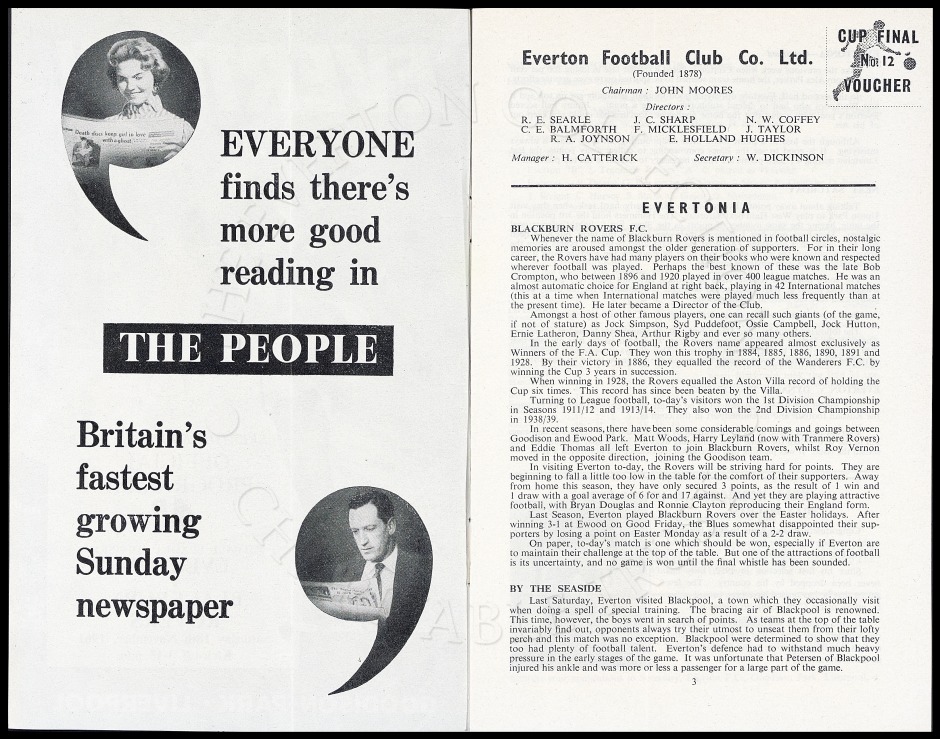 Death skies keep girl in love
with a ghost
EVERYONE
finds there's
more good
reading in
THE PEOPLE
Britain's
fastest
growing
Sunday
newspaper
CUP FINAL
No: 12
VOUCHER
Everton Football Club Co. Ltd.
(Founded 1878)
Chairman : JOHN MOORES
Directors :
R. E. SEARLE J. C. SHARP N. W. COFFEY
C. E. BALMFORTH F. MICKLESFIELD J. TAYLOR
R. A. JOYNSON E. HOLLAND HUGHES
Manager : H. CATTERICK Secretary : W. DICKINSON
EVERTONIA
BLACKBURN ROVERS F.C.
Whenever the name of Blackburn Rovers is mentioned in football circles, nostalgic
memories are aroused amongst the older generation of supporters. For in their long
career, the Rovers have had many players on their books who were known and respected
wherever football was played. Perhaps the best known of these was the late Bob
Crompton, who between 1896 and 1920 played in over 400 league matches. He was an
almost automatic choice for England at right back, playing in 42 International matches
(this at a time when International matches were played much less frequently than at
the present time). He later became a Director of the Club.
Amongst a host of other famous players, one can recall such giants (of the game,
if not of stature) as Jock Simpson, Syd Puddefoot, Ossie Campbell, Jock Hutton,
Ernie Latheron, Danny Shea, Arthur Rigby and ever so many others.
In the early days of football, the Rovers name appeared almost exclusively as
Winners of the F.A. Cup. They won this trophy in 1884, 1885, 1886, 1890, 1891 and
1928. By their victory in 1886, they equalled the record of the Wanderers F.C. by
winning the Cup 3 years in succession.
When winning in 1928, the Rovers equalled the Aston Villa record of holding the
Cup six times. This record has since been beaten by the Villa.
Turning to League football, to-day's visitors won the 1st Division Championship
in Seasons 1911/12 and 1913/14. They also won the 2nd Division Championship
in 1938/39.
In recent seasons, there have been some considerable comings and goings between
Goodison and Ewood Park. Matt Woods, Harry Leyland (now with Tranmere Rovers)
and Eddie Thomas all left Everton to join Blackburn Rovers, whilst Roy Vernon
moved in the opposite direction, joining the Goodison team.
In visiting Everton to-day, the Rovers will be striving hard for points. They are
beginning to fall a little too low in the table for the comfort of their supporters. Away
from home this season, they have only secured 3 points, as the result of 1 win and
1 draw with a goal average of 6 for and 17 against. And yet they are playing attractive
football, with Bryan Douglas and Ronnie Clayton reproducing their England form.
Last Season, Everton played Blackburn Rovers over the Easter holidays. After
winning 3-1 at Ewood on Good Friday, the Blues somewhat disappointed their sup-
porters by losing a point on Easter Monday as a result of a 2-2 draw.
On paper, to-day's match is one which should be won, especially if Everton are
to maintain their challenge at the top of the table. But one of the attractions of football
is its uncertainty, and no game is won until the final whistle has been sounded.
BY THE SEASIDE
Last Saturday, Everton visited Blackpool, a town which they occasionally visit
when doing a spell of special training. The bracing air of Blackpool is renowned.
This time, however, the boys went in search of points. As teams at the top of the table
invariably find out, opponents always try their utmost to unseat them from their lofty
perch and this match was no exception. Blackpool were determined to show that they
too had plenty of football talent. Everton's defence had to withstand much heavy
pressure in the early stages of the game. It was unfortunate that Petersen of Blackpool
injured his ankle and was more or less a passenger for a large part of the game.
3